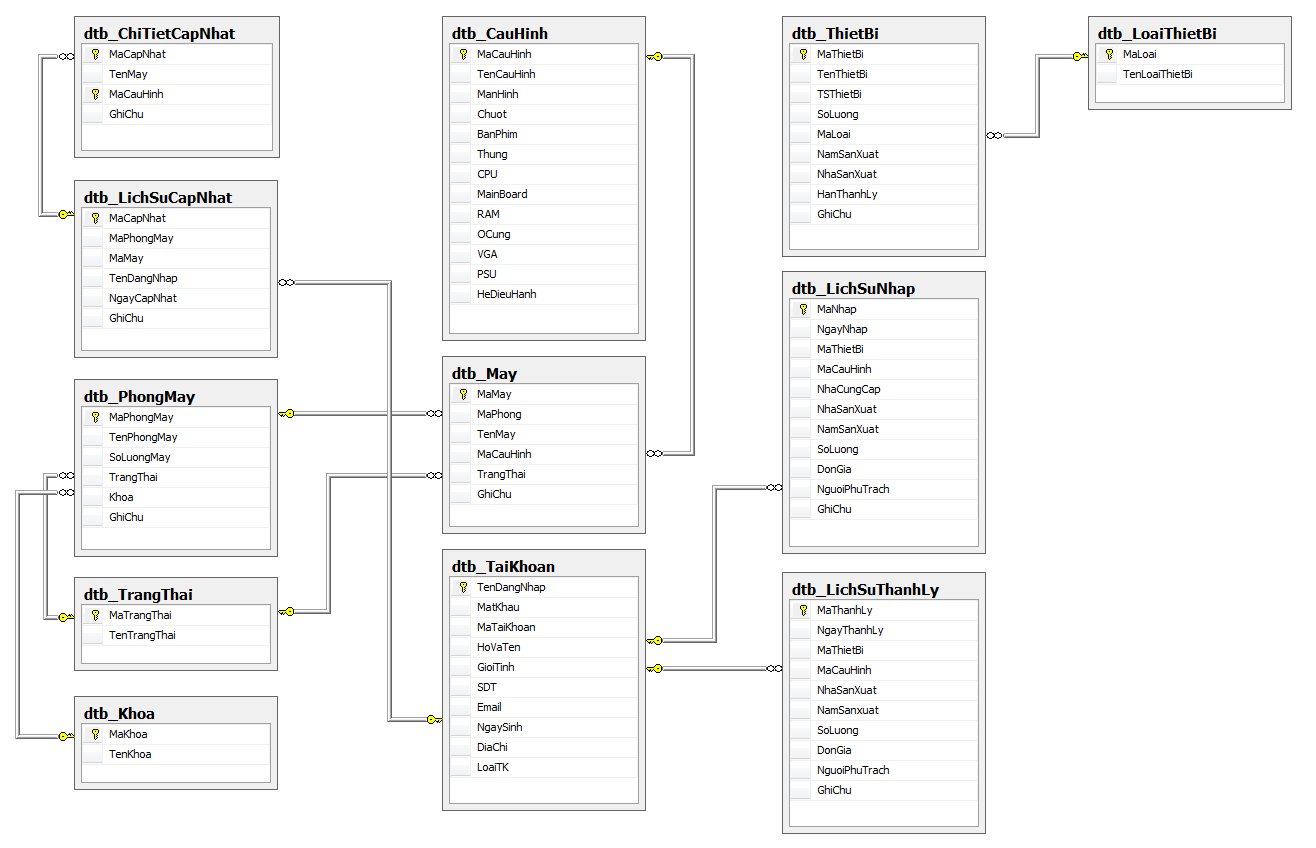 dtb_ChiTietCapNhat
MaCapNhat
TenMay
MaCauHinh
GhiChu
dtb_LichSuCapNhat
MaCapNhat
MaPhongMay
MaMay
TenDangNhap
NgayCapNhat
GhiChu
dtb_PhongMay
MaPhongMay
TenPhongMay
SoLuongMay
TrangThai
Khoa
GhiChu
dtb_TrangThai
MaTrangThai
TenTrangThai
dtb_Khoa
MaKhoa
TenKhoa
dtb_CauHinh
MaCauHinh
TenCauHinh
ManHinh
Chuot
BanPhim
Thung
CPU
MainBoard
RAM
OCung
VGA
PSU
HeDieuHanh
dtb_May
MaMay
MaPhong
TenMay
MaCauHinh
TrangThai
GhiChu
dtb_TaiKhoan
TenDangNhap
MatKhau
MaTaiKhoan
HoVaTen
GioiTinh
SDT
Email
NgaySinh
DiaChi
LoaiTK
dtb_ThietBi
MaThietBi
TenThietBi
TSThietBi
SoLuong
MaLoai
NamSanXuat
NhaSanXuat
HanThanhLy
GhiChu
dtb_LichSuNhap
MaNhap
NgayNhap
MaThietBi
MaCauHinh
NhaCungCap
NhaSanXuat
NamSanXuat
SoLuong
DonGia
NguoiPhuTrach
GhiChu
dtb_LichSuThanhLy
MaThanhLy
NgayThanhLy
MaThietBi
MaCauHinh
NhaSanXuat
NamSanxuat
SoLuong
DonGia
NguoiPhuTrach
GhiChu
dtb_LoaiThietBi
MaLoai
TenLoaiThietBi